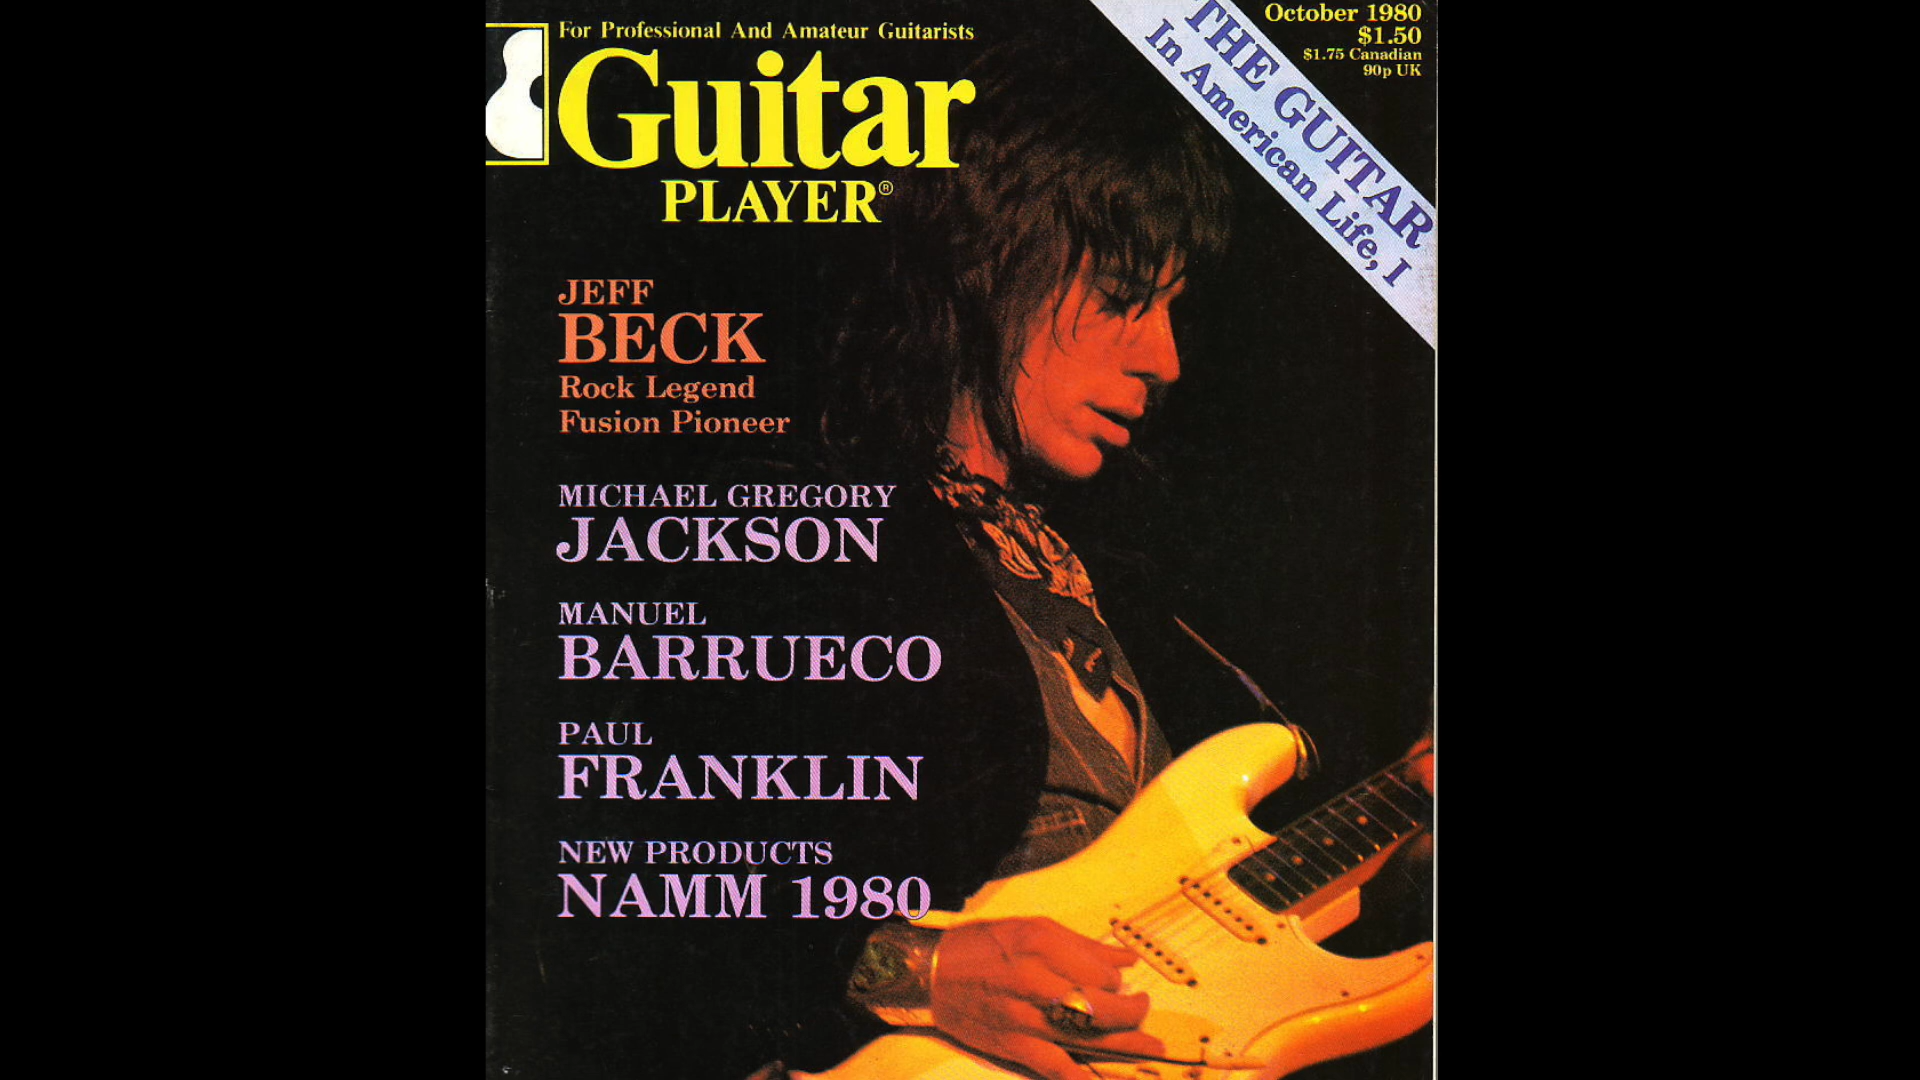 For Professional And Amateur Guitarists
Guitar
PLAYER®
October 1980
$1.50
$1.75 Canadian
90p UK
THE GUITAR
In American Life, I
JEFF
BECK
Rock Legend
Fusion Pioneer
MICHAEL GREGORY
JACKSON
MANUEL
BARRUECO
PAUL
FRANKLIN
NEW PRODUCTS
NAMM 1980